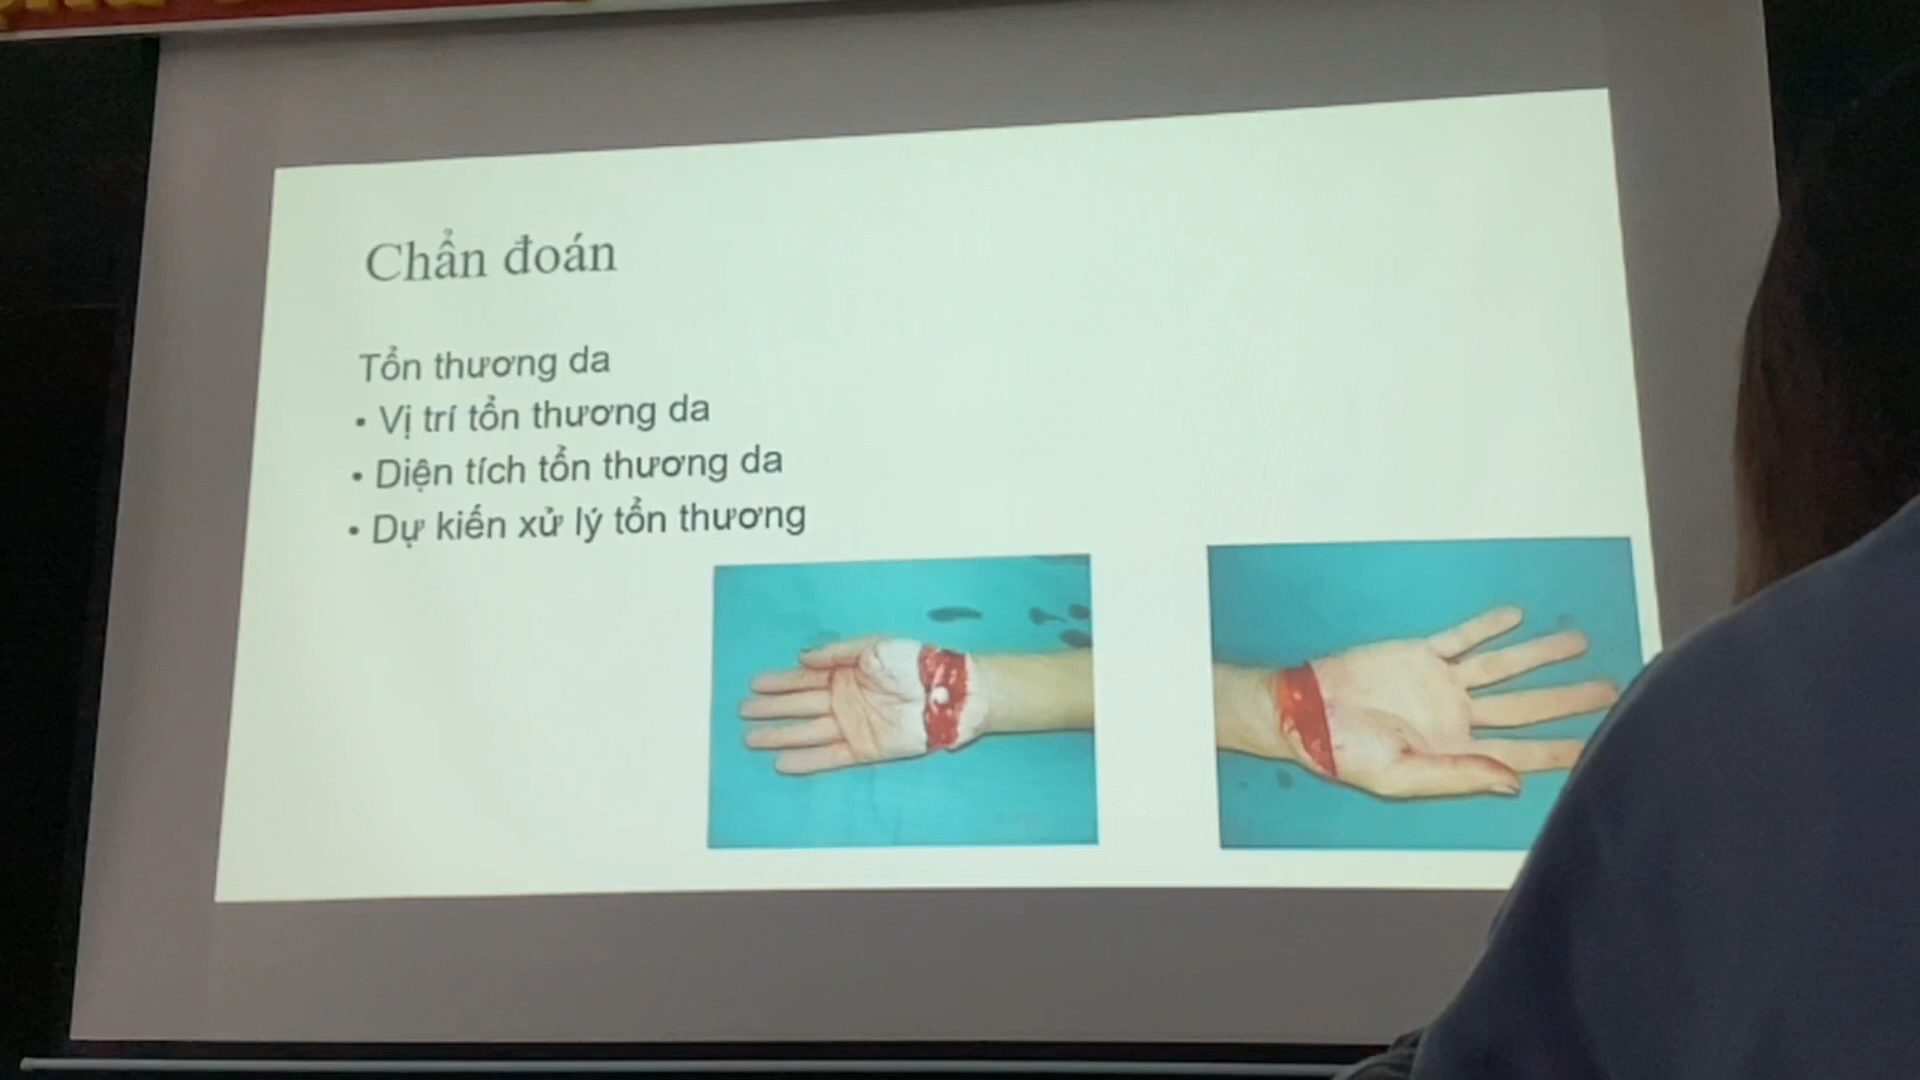 Chẩn đoán
Tổn thương da
• Vị trí tổn thương da
• Diện tích tổn thương da
• Dự kiến xử lý tổn thương